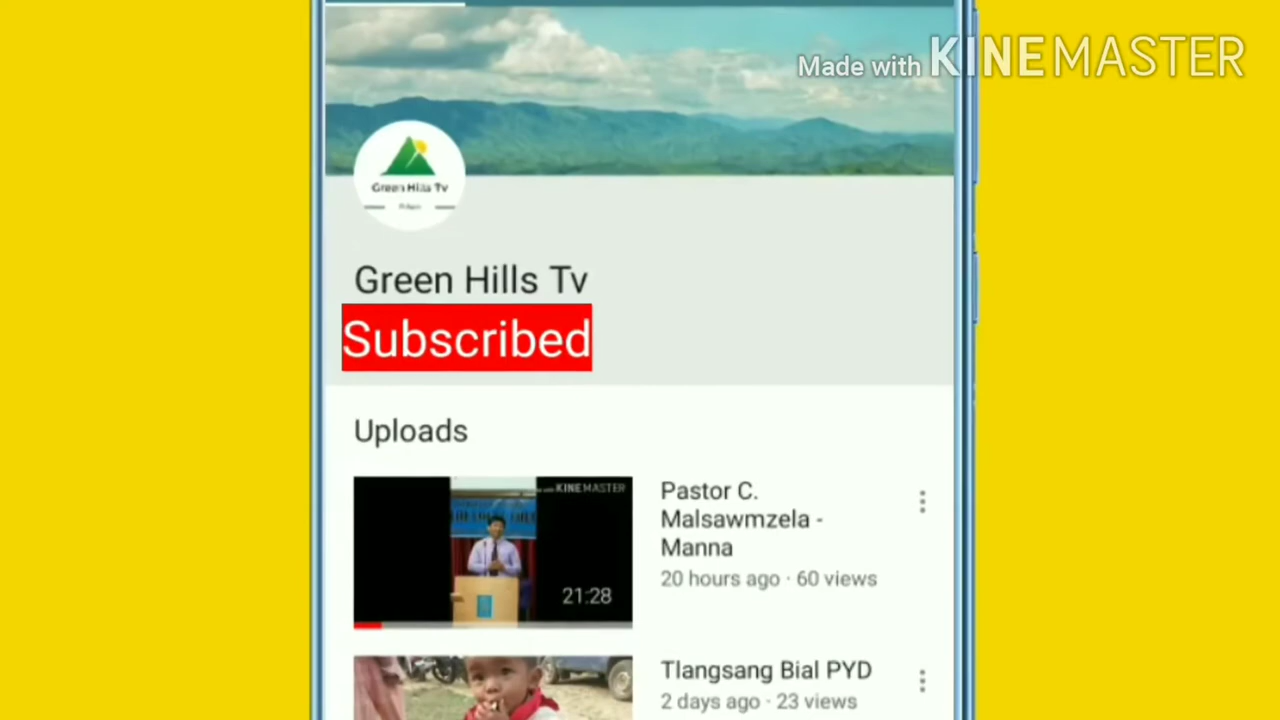 Made with KINEMASTER
Green Hills Tv
Green Hills Tv
Subscribed
Uploads
KINEMASTER
21:28
Pastor C.
Malsawmzela -
Manna
20 hours ago · 60 views
Tlangsang Bial PYD
2 days ago · 23 views